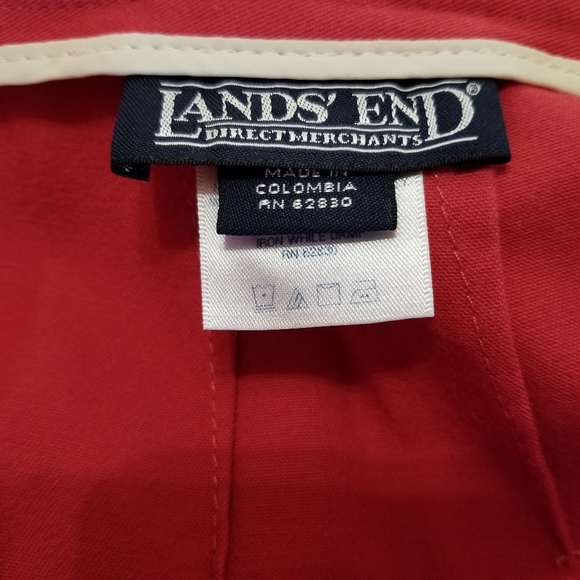 LANDS' END®
DIRECT MERCHANTS
MADE IN
COLOMBIA
RN 62830
IRON WHILE DAMP
RN 62830